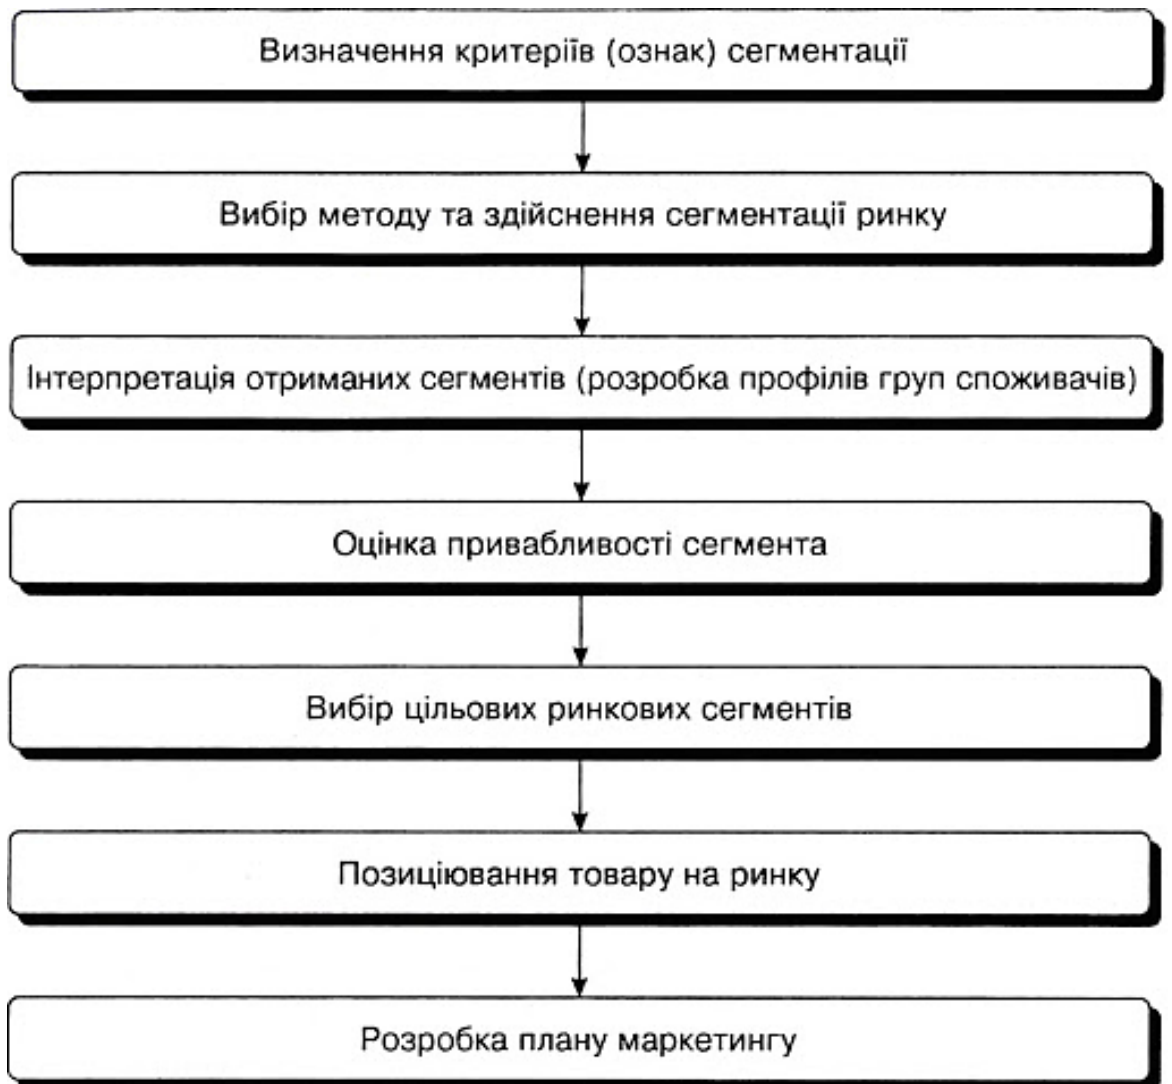 Визначення критеріїв (ознак) сегментації
Вибір методу та здійснення сегментації ринку
Інтерпретація отриманих сегментів (розробка профілів груп споживачів)
Оцінка привабливості сегмента
Вибір цільових ринкових сегментів
Позиціювання товару на ринку
Розробка плану маркетингу